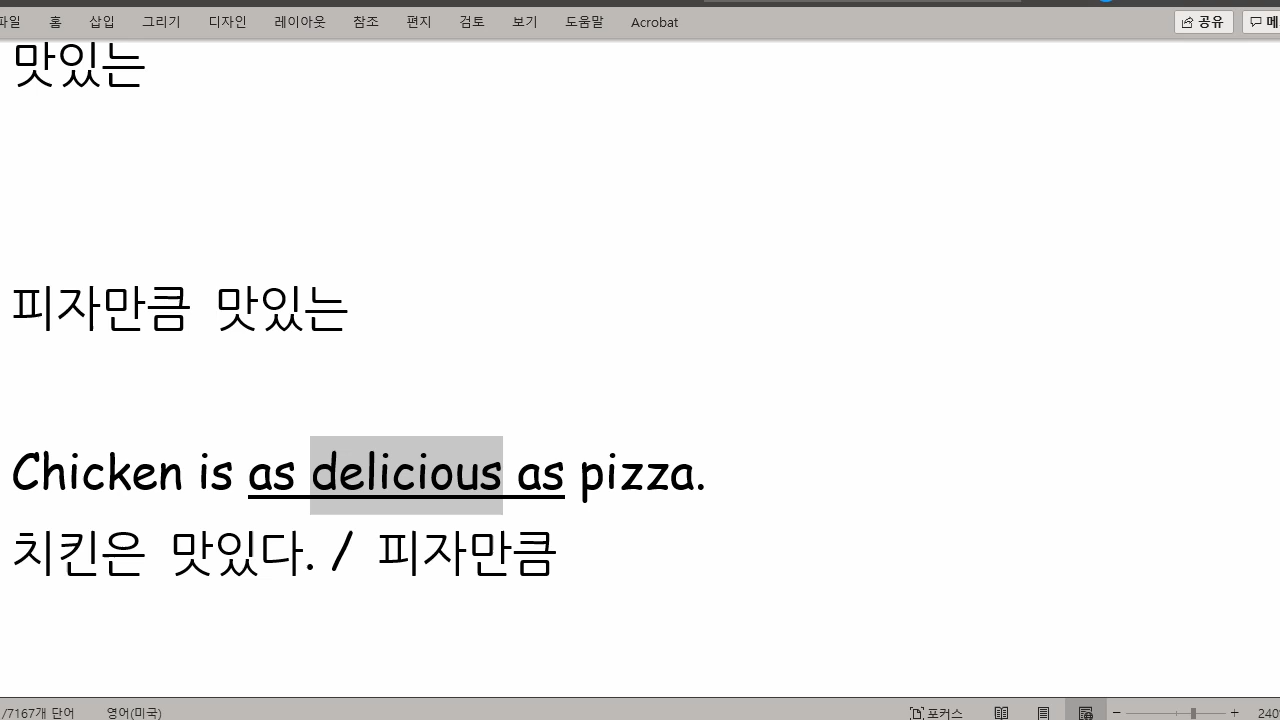 파일 홈 삽입 그리기 디자인 레이아웃 참조 편지 검토 보기 도움말 Acrobat 공유
맛있는
피자만큼 맛있는
Chicken is as delicious as pizza.
치킨은 맛있다. / 피자만큼
/7167개 단어 영어(미국) 포커스 − + 240